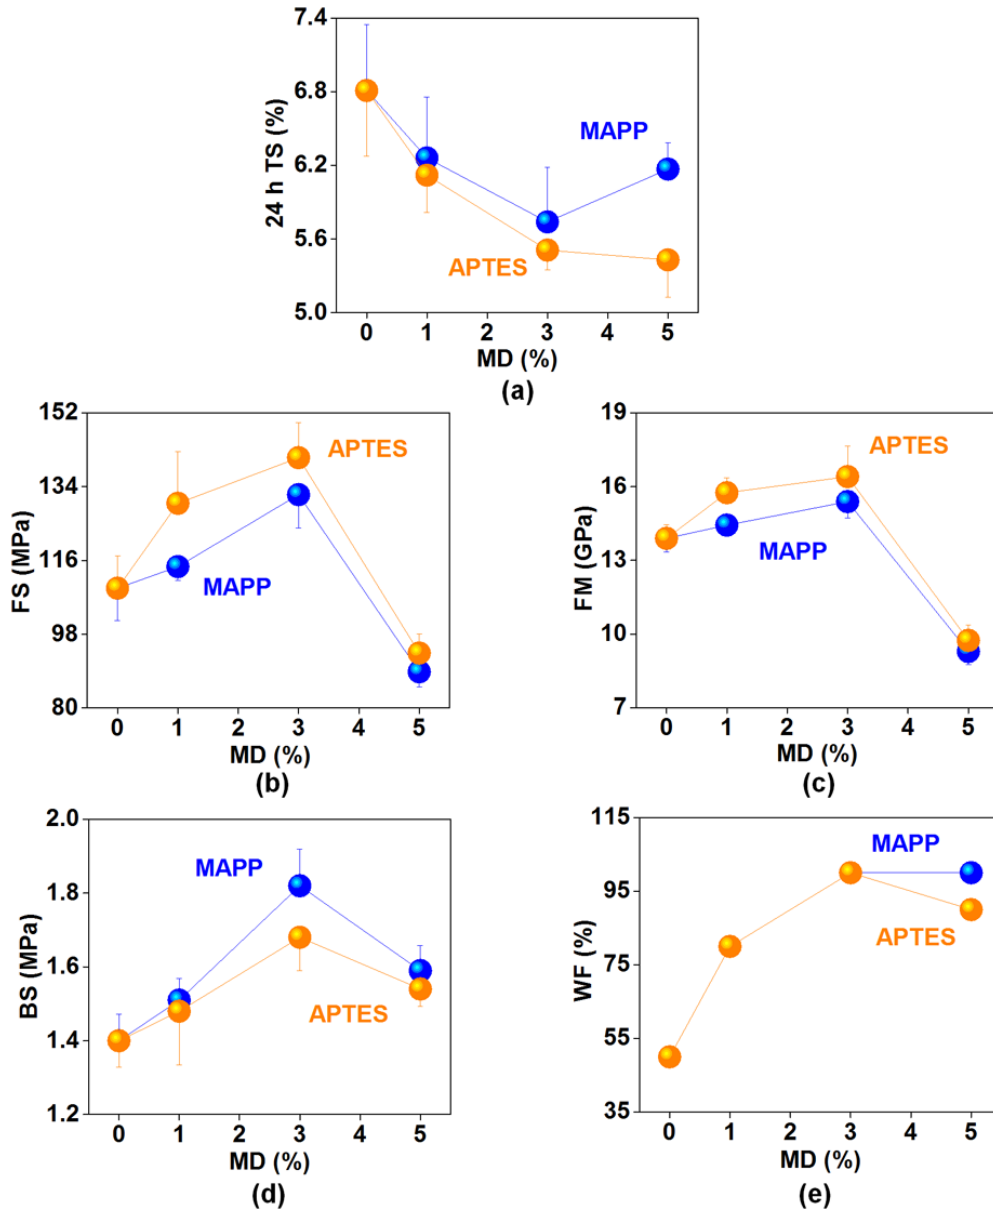 7.4
6.8
6.2
5.6
5.0
24 h TS (%)
MAPP
APTES
0 1 2 3 4 5
MD (%)
(a)
152
134
116
98
80
FS (MPa)
APTES
MAPP
0 1 2 3 4 5
MD (%)
(b)
19
16
13
10
7
FM (GPa)
APTES
MAPP
0 1 2 3 4 5
MD (%)
(c)
2.0
1.8
1.6
1.4
1.2
BS (MPa)
MAPP
APTES
0 1 2 3 4 5
MD (%)
(d)
115
95
75
55
35
WF (%)
MAPP
APTES
0 1 2 3 4 5
MD (%)
(e)